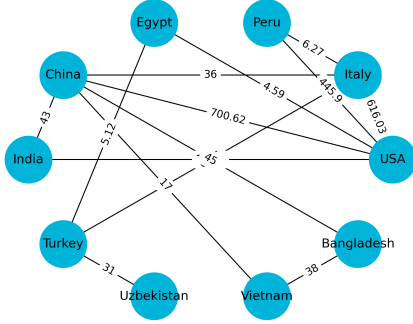 Egypt
Peru
6.27
China
36
Italy
4.59
445.9
616.03
43
700.62
5.12
India
45
USA
17
Turkey
Bangladesh
31
38
Uzbekistan
Vietnam